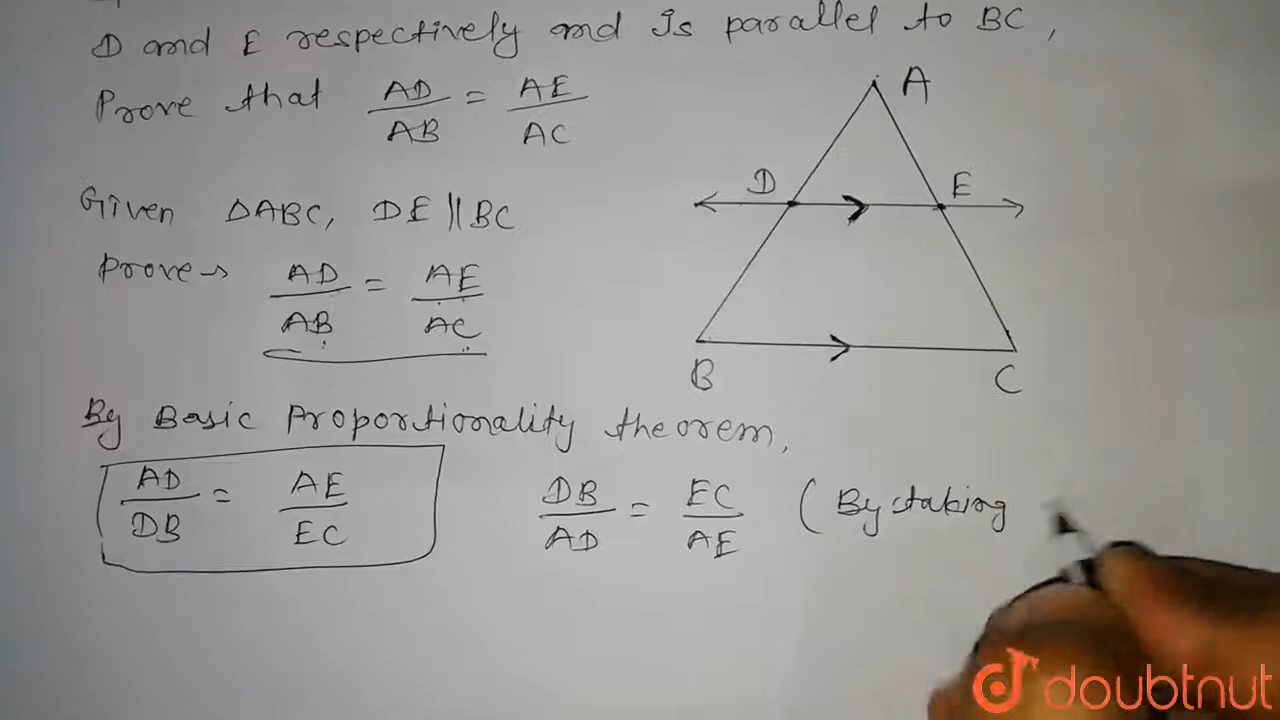 D and E respectively and is parallel to BC,
Prove that AD/AB = AE/AC
A
D
E
Given ΔABC, DE || BC
Prove → AD/AB = AE/AC
B
C
By Basic Proportionality theorem,
AD/DB = AE/EC
DB/AD = EC/AE (By taking
doubtnut